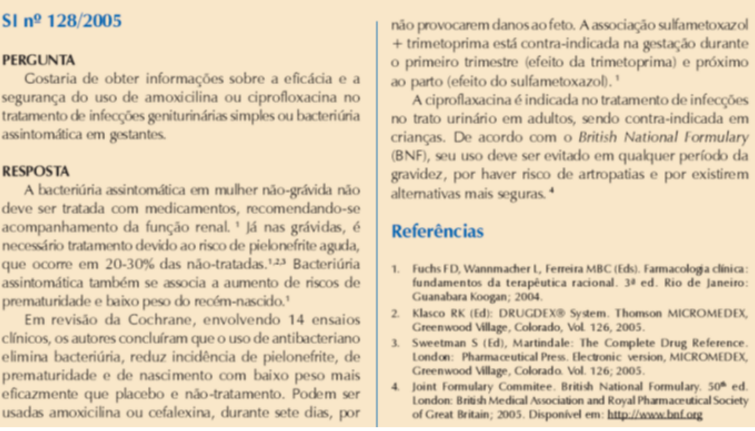 SI nº 128/2005
PERGUNTA
Gostaria de obter informações sobre a eficácia e a
segurança do uso de amoxicilina ou ciprofloxacina no
tratamento de infecções geniturinárias simples ou bacteriúria
assintomática em gestantes.
RESPOSTA
A bacteriúria assintomática em mulher não-grávida não
deve ser tratada com medicamentos, recomendando-se
acompanhamento da função renal. ¹ Já nas grávidas, é
necessário tratamento devido ao risco de pielonefrite aguda,
que ocorre em 20-30% das não-tratadas.¹,²,³ Bacteriúria
assintomática também se associa a aumento de riscos de
prematuridade e baixo peso do recém-nascido.¹
Em revisão da Cochrane, envolvendo 14 ensaios
clínicos, os autores concluíram que o uso de antibacteriano
elimina bacteriúria, reduz incidência de pielonefrite, de
prematuridade e de nascimento com baixo peso mais
eficazmente que placebo e não-tratamento. Podem ser
usadas amoxicilina ou cefalexina, durante sete dias, por
não provocarem danos ao feto. A associação sulfametoxazol
+ trimetoprima está contra-indicada na gestação durante
o primeiro trimestre (efeito da trimetoprima) e próximo
ao parto (efeito do sulfametoxazol). ¹
A ciproflaxacina é indicada no tratamento de infecções
no trato urinário em adultos, sendo contra-indicada em
crianças. De acordo com o British National Formulary
(BNF), seu uso deve ser evitado em qualquer período da
gravidez, por haver risco de artropatias e por existirem
alternativas mais seguras. ⁴
Referências
1. Fuchs FD, Wannmacher L, Ferreira MBC (Eds). Farmacologia clínica:
fundamentos da terapêutica racional. 3ª ed. Rio de Janeiro:
Guanabara Koogan; 2004.
2. Klasco RK (Ed): DRUGDEX® System. Thomson MICROMEDEX,
Greenwood Village, Colorado, Vol. 126, 2005.
3. Sweetman S (Ed), Martindale: The Complete Drug Reference.
London: Pharmaceutical Press. Electronic version, MICROMEDEX,
Greenwood Village, Colorado. Vol. 126; 2005.
4. Joint Formulary Commitee. British National Formulary. 50ᵗʰ ed.
London: British Medical Association and Royal Pharmaceutical Society
of Great Britain; 2005. Disponível em: http://www.bnf.org